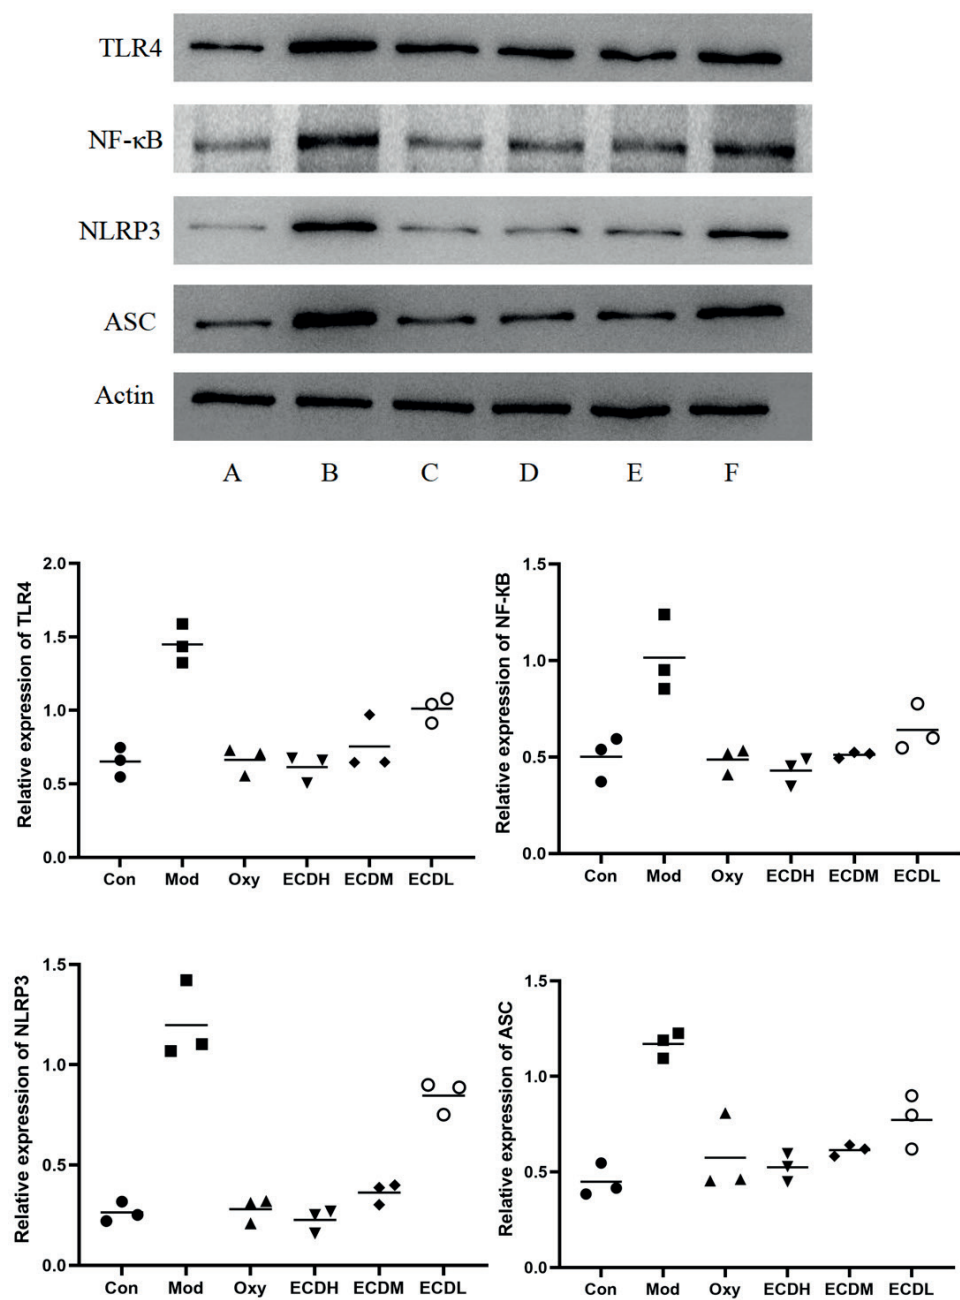 TLR4
NF-κB
NLRP3
ASC
Actin
A B C D E F
Relative expression of TLR4
2.0
1.5
1.0
0.5
0.0
Con Mod Oxy ECDH ECDM ECDL
Relative expression of NF-KB
1.5
1.0
0.5
0.0
Con Mod Oxy ECDH ECDM ECDL
Relative expression of NLRP3
1.5
1.0
0.5
0.0
Con Mod Oxy ECDH ECDM ECDL
Relative expression of ASC
1.5
1.0
0.5
0.0
Con Mod Oxy ECDH ECDM ECDL